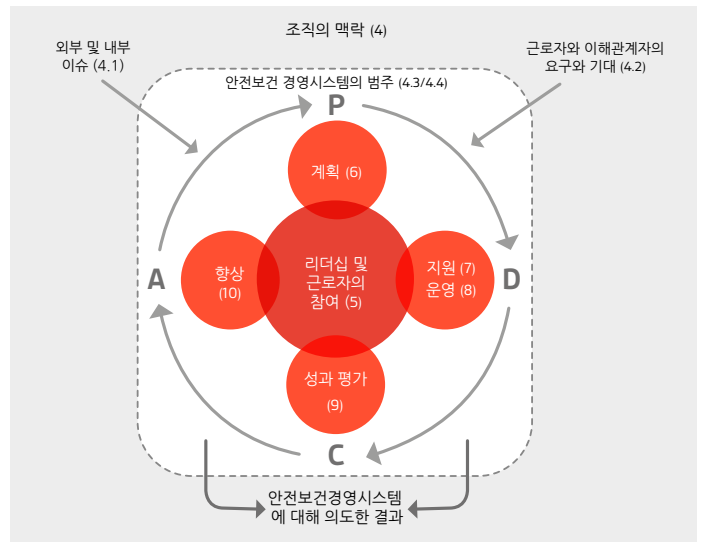 조직의 맥락 (4)
외부 및 내부
이슈 (4.1)
근로자와 이해관계자의
요구와 기대 (4.2)
안전보건 경영시스템의 범주 (4.3/4.4)
P
계획 (6)
A
향상
(10)
리더십 및
근로자의
참여 (5)
지원 (7)
운영 (8)
D
성과 평가
(9)
C
안전보건경영시스템
에 대해 의도한 결과